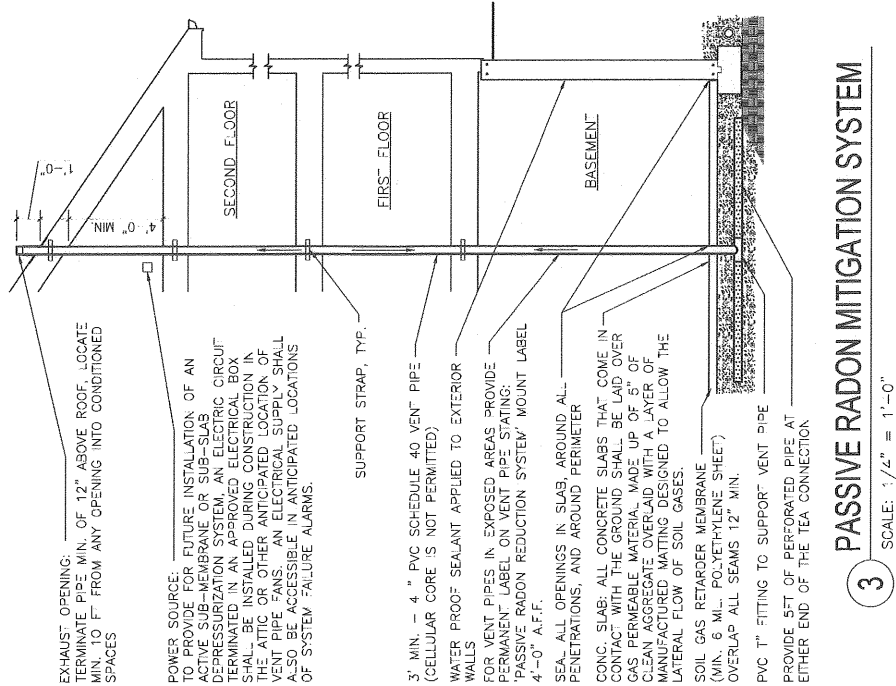 EXHAUST OPENING:
TERMINATE PIPE MIN. OF 12" ABOVE ROOF, LOCATE
MIN. 10 FT FROM ANY OPENING INTO CONDITIONED
SPACES
POWER SOURCE:
TO PROVIDE FOR FUTURE INSTALLATION OF AN
ACTIVE SUB-MEMBRANE OR SUB-SLAB
DEPRESSURIZATION SYSTEM, AN ELECTRIC CIRCUIT
TERMINATED IN AN APPROVED ELECTRICAL BOX
SHALL BE INSTALLED DURING CONSTRUCTION IN
THE ATTIC OR OTHER ANTICIPATED LOCATION OF
VENT PIPE FANS. AN ELECTRICAL SUPPLY SHALL
ALSO BE ACCESSIBLE IN ANTICIPATED LOCATIONS
OF SYSTEM FAILURE ALARMS.
SUPPORT STRAP, TYP.
3' MIN. - 4 " PVC SCHEDULE 40 VENT PIPE
(CELLULAR CORE IS NOT PERMITTED)
WATER PROOF SEALANT APPLIED TO EXTERIOR
WALLS
FOR VENT PIPES IN EXPOSED AREAS PROVIDE
PERMANENT LABEL ON VENT PIPE STATING:
'PASSIVE RADON REDUCTION SYSTEM' MOUNT LABEL
4'-0" A.F.F.
SEAL ALL OPENINGS IN SLAB, AROUND ALL
PENETRATIONS, AND AROUND PERIMETER
CONC. SLAB: ALL CONCRETE SLABS THAT COME IN
CONTACT WITH THE GROUND SHALL BE LAID OVER
GAS PERMEABLE MATERIAL MADE UP OF 5" OF
CLEAN AGGREGATE OVERLAID WITH A LAYER OF
MANUFACTURED MATTING DESIGNED TO ALLOW THE
LATERAL FLOW OF SOIL GASES.
SOIL GAS RETARDER MEMBRANE
(MIN. 6 MIL. POLYETHYLENE SHEET)
OVERLAP ALL SEAMS 12" MIN.
PVC T" FITTING TO SUPPORT VENT PIPE
PROVIDE 5FT OF PERFORATED PIPE AT
EITHER END OF THE TEA CONNECTION
1'-0"
4'-0" MIN.
SECOND FLOOR
FIRST FLOOR
BASEMENT
3 PASSIVE RADON MITIGATION SYSTEM
SCALE: 1/4" = 1'-0"